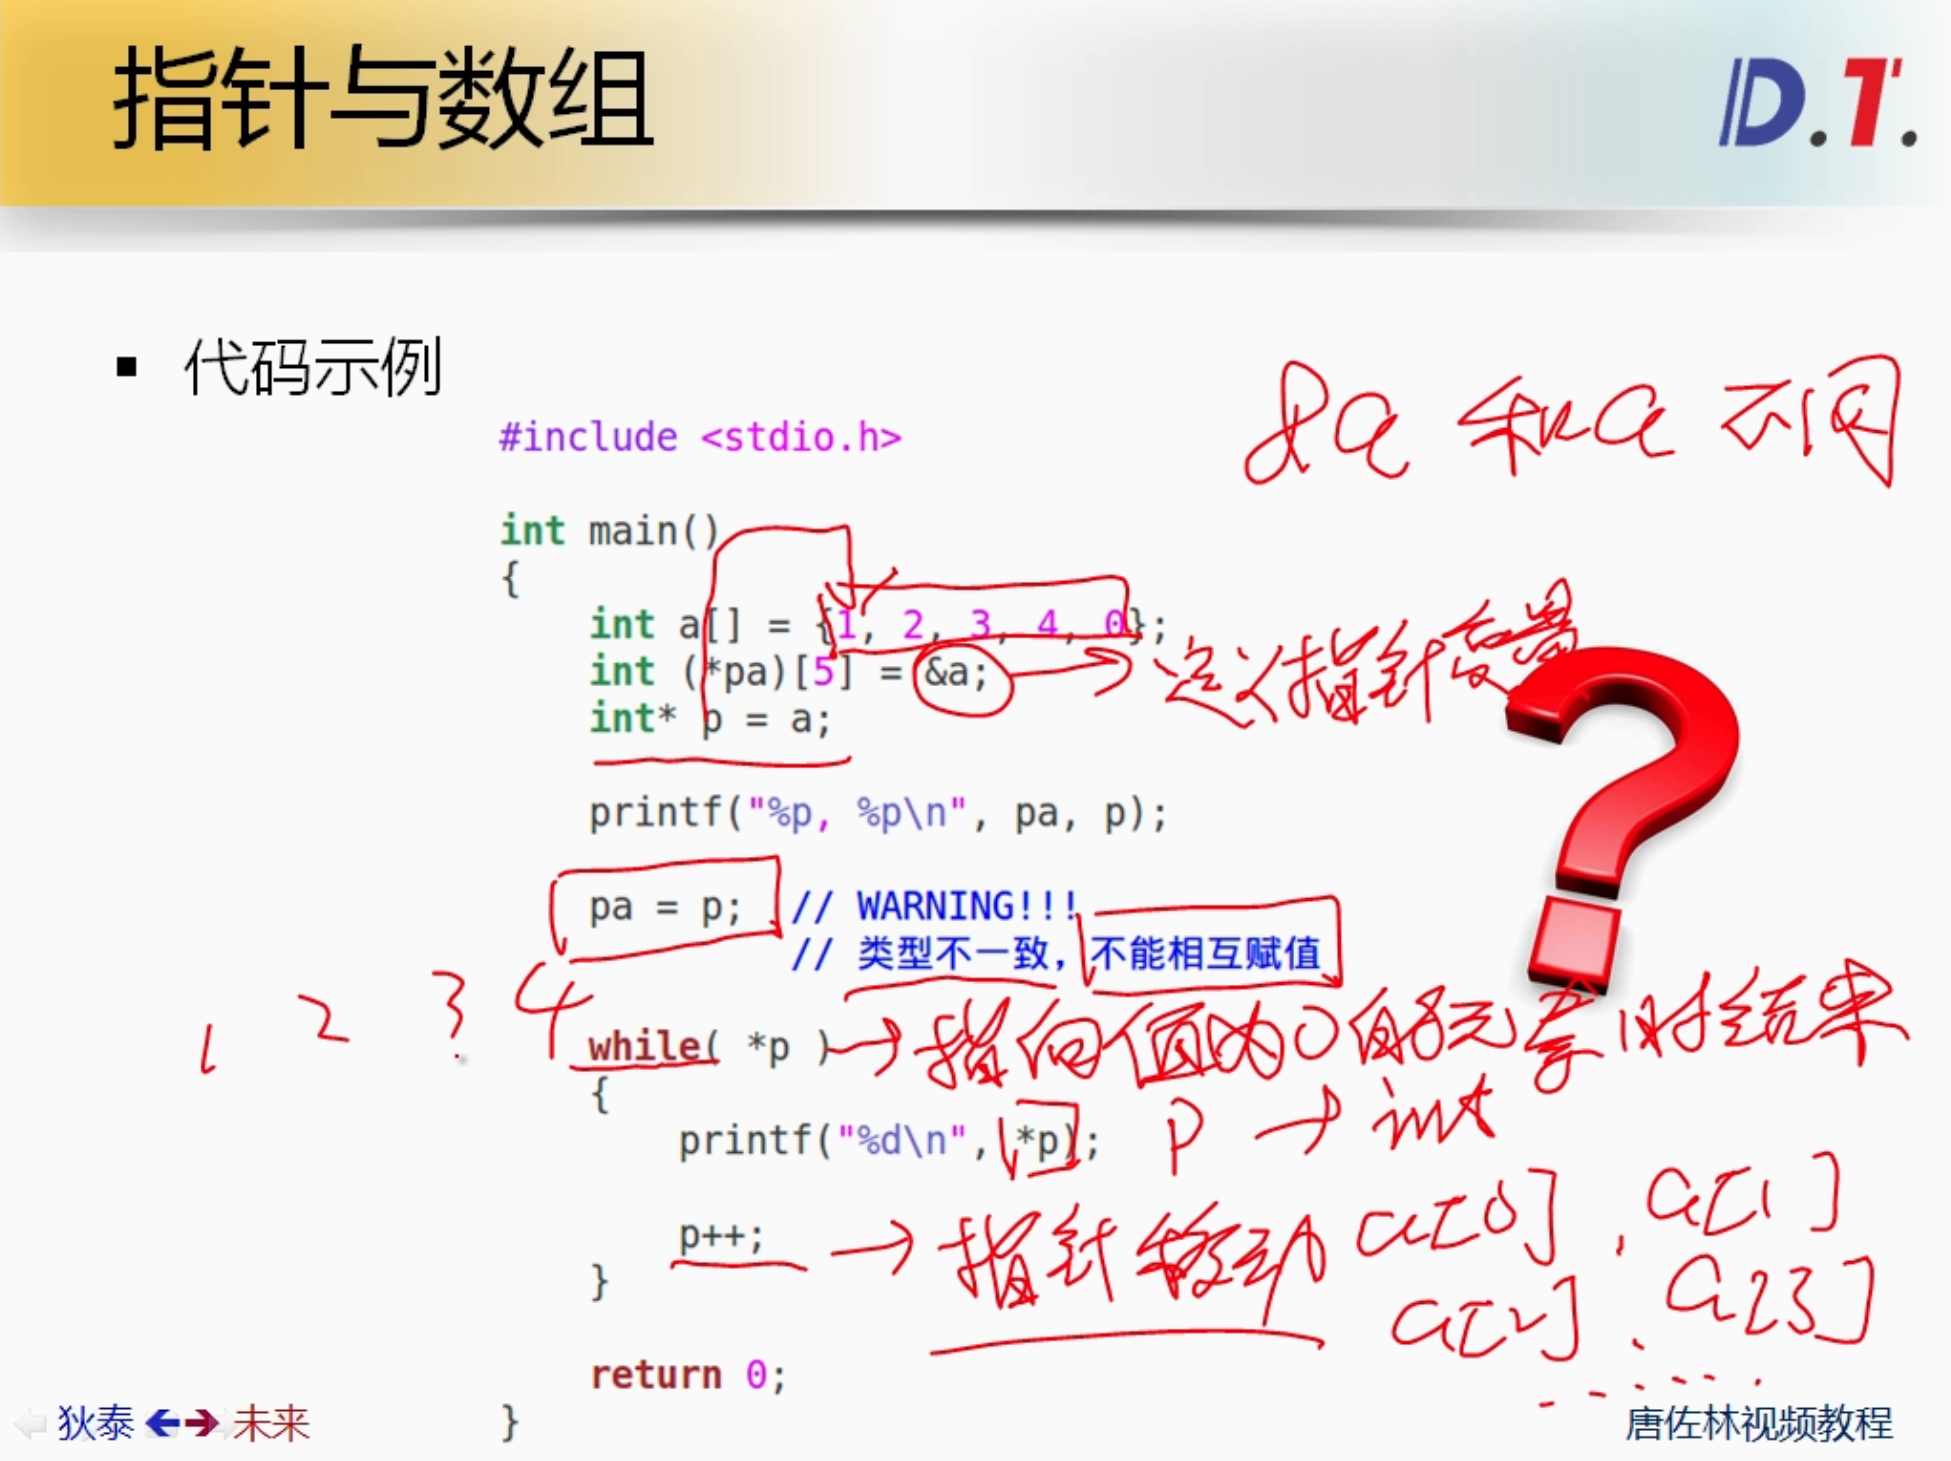 指针与数组
D.T.
▪ 代码示例
&a 和 a 不同
#include <stdio.h>
int main()
{
int a[] = {1, 2, 3, 4, 0};
int (*pa)[5] = &a; → 定义指针
int* p = a;
printf("%p, %p\n", pa, p);
pa = p; // WARNING!!!
// 类型不一致，不能相互赋值
1 2 3 4
while( *p ) → 指向值为0的元素时结束
{
printf("%d\n", *p); p → int
p++; → 指针移动 a[0], a[1]
a[2], a[3] ......
}
return 0;
}
狄泰 未来
唐佐林视频教程